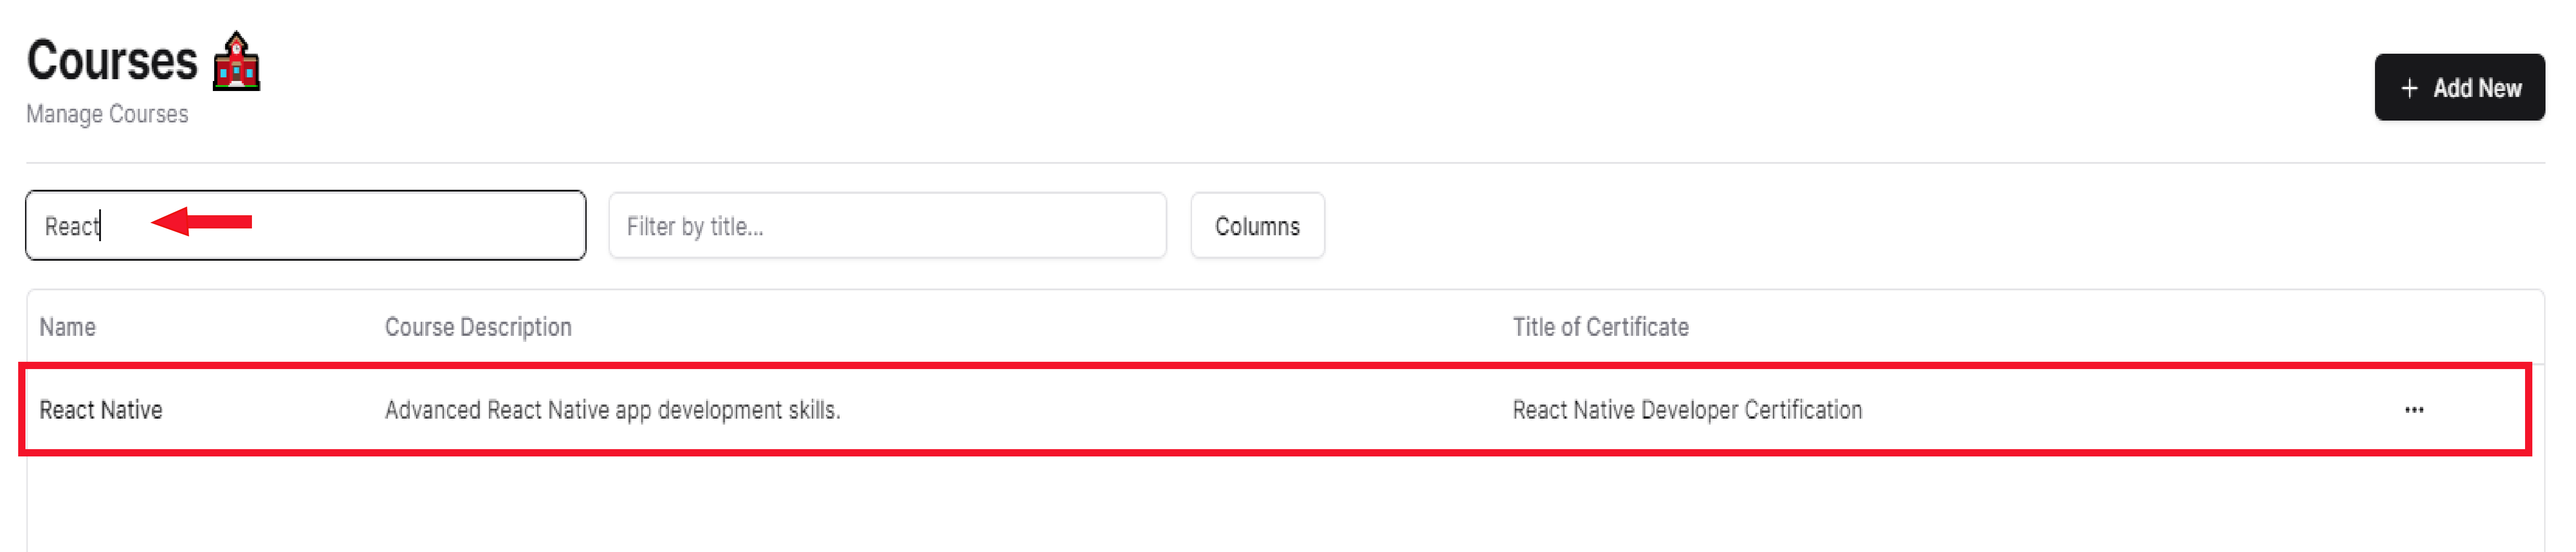 Courses
Manage Courses
+ Add New
React
Filter by title...
Columns
Name Course Description Title of Certificate
React Native Advanced React Native app development skills. React Native Developer Certification ...